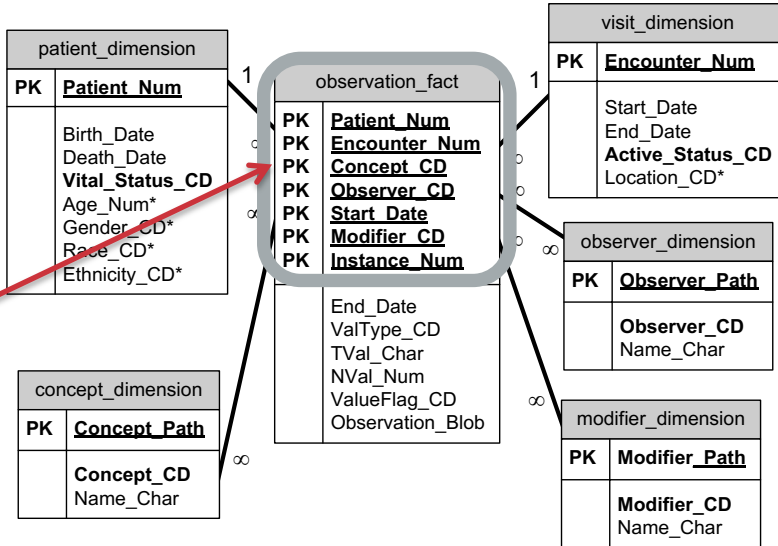 patient_dimension
PK Patient_Num
Birth_Date
Death_Date
Vital_Status_CD
Age_Num*
Gender_CD*
Race_CD*
Ethnicity_CD*
1
∞
∞
observation_fact
PK Patient_Num
PK Encounter_Num
PK Concept_CD
PK Observer_CD
PK Start_Date
PK Modifier_CD
PK Instance_Num
End_Date
ValType_CD
TVal_Char
NVal_Num
ValueFlag_CD
Observation_Blob
1
∞
∞
∞
visit_dimension
PK Encounter_Num
Start_Date
End_Date
Active_Status_CD
Location_CD*
∞
observer_dimension
PK Observer_Path
Observer_CD
Name_Char
concept_dimension
PK Concept_Path
Concept_CD
Name_Char
∞
∞
modifier_dimension
PK Modifier_Path
Modifier_CD
Name_Char